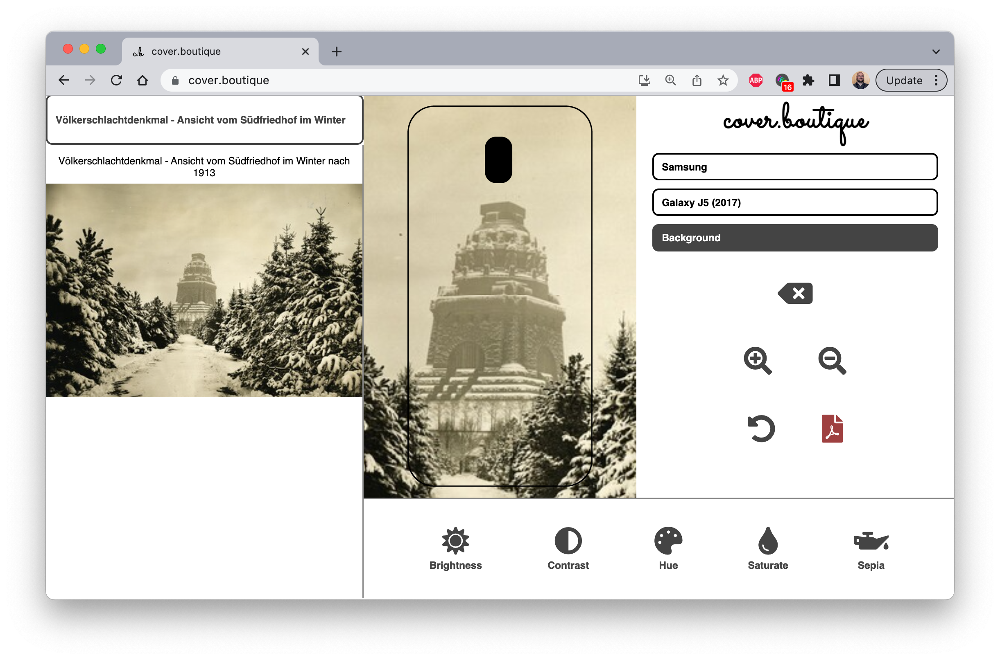 c.b cover.boutique
cover.boutique
ABP
16
Update
Völkerschlachtdenkmal - Ansicht vom Südfriedhof im Winter
Völkerschlachtdenkmal - Ansicht vom Südfriedhof im Winter nach
1913
cover.boutique
Samsung
Galaxy J5 (2017)
Background
Brightness
Contrast
Hue
Saturate
Sepia